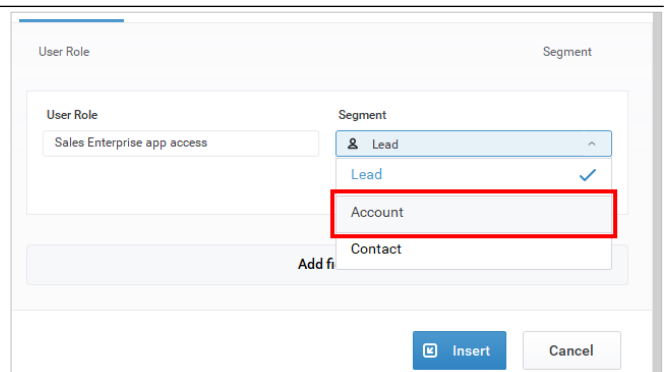 User Role Segment
User Role Segment
Sales Enterprise app access Lead
Lead
Account
Contact
Add fi
Insert Cancel